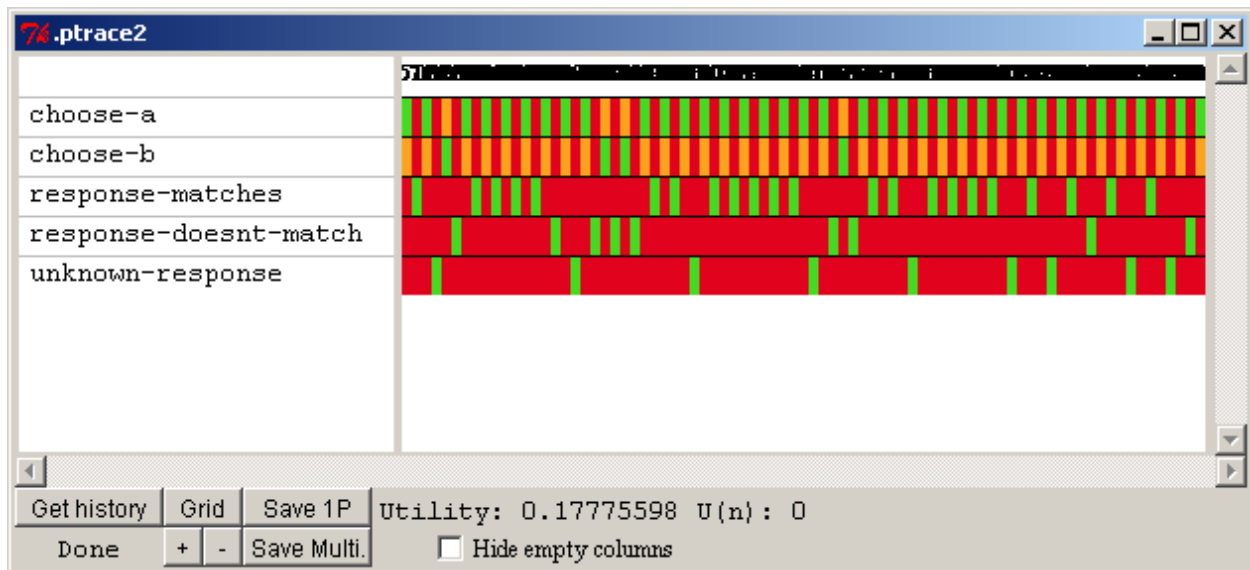 .ptrace2
choose-a
choose-b
response-matches
response-doesnt-match
unknown-response
Get history Grid Save 1P Utility: 0.17775598 U(n): 0
Done + - Save Multi. Hide empty columns